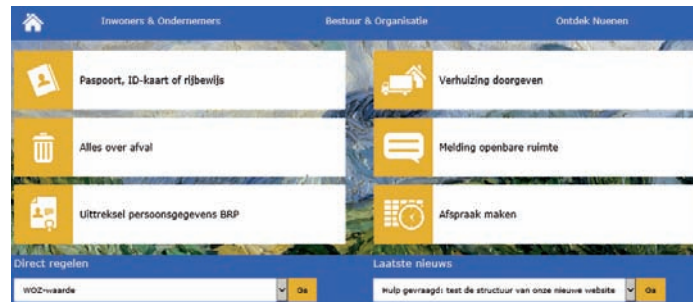 Inwoners & Ondernemers Bestuur & Organisatie Ontdek Nuenen
Paspoort, ID-kaart of rijbewijs
Verhuizing doorgeven
Alles over afval
Melding openbare ruimte
Uittreksel persoonsgegevens BRP
Afspraak maken
Direct regelen
Laatste nieuws
WOZ-waarde Ga
Hulp gevraagd: test de structuur van onze nieuwe website Ga